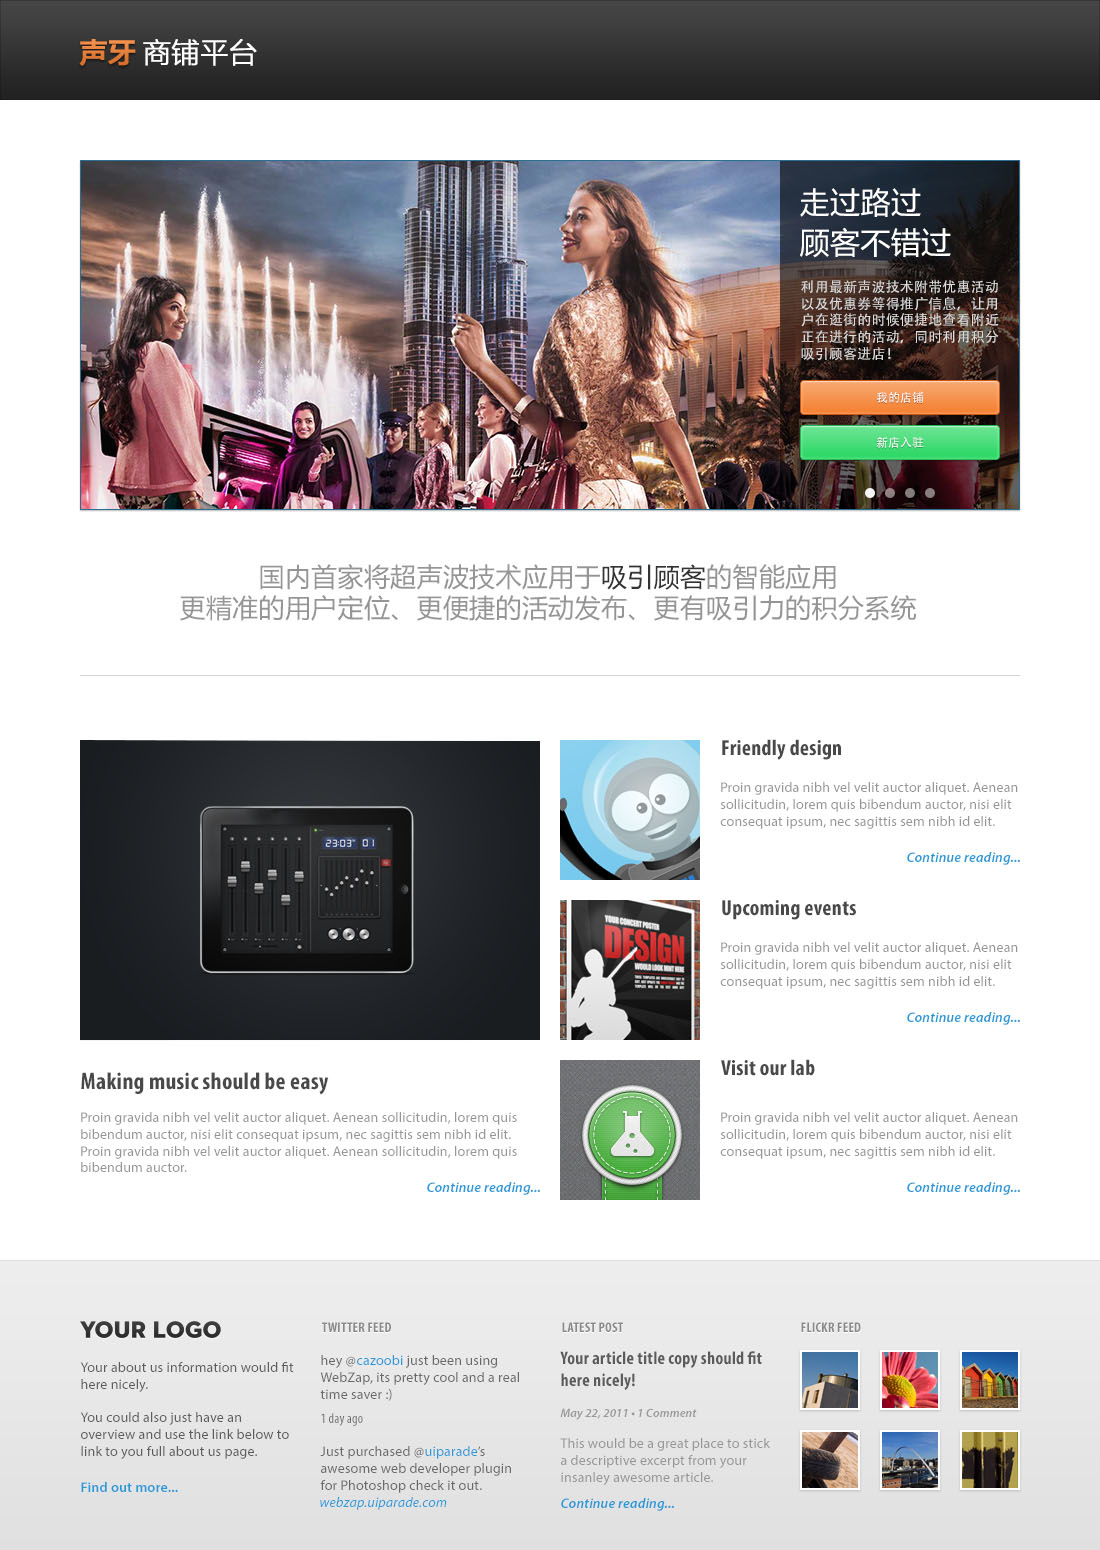 声牙 商铺平台
走过路过
顾客不错过
利用最新声波技术附带优惠活动
以及优惠券等得推广信息，让用
户在逛街的时候便捷地查看附近
正在进行的活动，同时利用积分
吸引顾客进店！
我的店铺
新店入驻
国内首家将超声波技术应用于吸引顾客的智能应用
更精准的用户定位、更便捷的活动发布、更有吸引力的积分系统
23:03 01
Making music should be easy
Proin gravida nibh vel velit auctor aliquet. Aenean sollicitudin, lorem quis
bibendum auctor, nisi elit consequat ipsum, nec sagittis sem nibh id elit.
Proin gravida nibh vel velit auctor aliquet. Aenean sollicitudin, lorem quis
bibendum auctor.
Continue reading...
Friendly design
Proin gravida nibh vel velit auctor aliquet. Aenean
sollicitudin, lorem quis bibendum auctor, nisi elit
consequat ipsum, nec sagittis sem nibh id elit.
Continue reading...
YOUR CONCERT POSTER
DESIGN
WOULD LOOK MINT HERE
Upcoming events
Proin gravida nibh vel velit auctor aliquet. Aenean
sollicitudin, lorem quis bibendum auctor, nisi elit
consequat ipsum, nec sagittis sem nibh id elit.
Continue reading...
Visit our lab
Proin gravida nibh vel velit auctor aliquet. Aenean
sollicitudin, lorem quis bibendum auctor, nisi elit
consequat ipsum, nec sagittis sem nibh id elit.
Continue reading...
YOUR LOGO
Your about us information would fit
here nicely.
You could also just have an
overview and use the link below to
link to you full about us page.
Find out more...
TWITTER FEED
hey @cazoobi just been using
WebZap, its pretty cool and a real
time saver :)
1 day ago
Just purchased @uiparade's
awesome web developer plugin
for Photoshop check it out.
webzap.uiparade.com
LATEST POST
Your article title copy should fit
here nicely!
May 22, 2011 • 1 Comment
This would be a great place to stick
a descriptive excerpt from your
insanley awesome article.
Continue reading...
FLICKR FEED